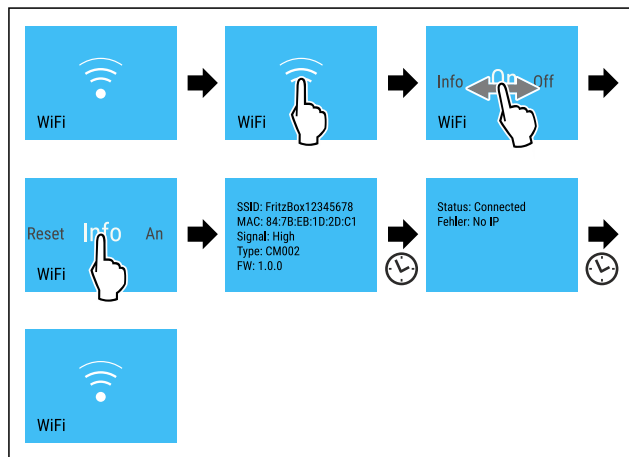 WiFi
WiFi
Info On Off
WiFi
Reset Info An
WiFi
SSID: FritzBox12345678
MAC: 84:7B:EB:1D:2D:C1
Signal: High
Type: CM002
FW: 1.0.0
Status: Connected
Fehler: No IP
WiFi